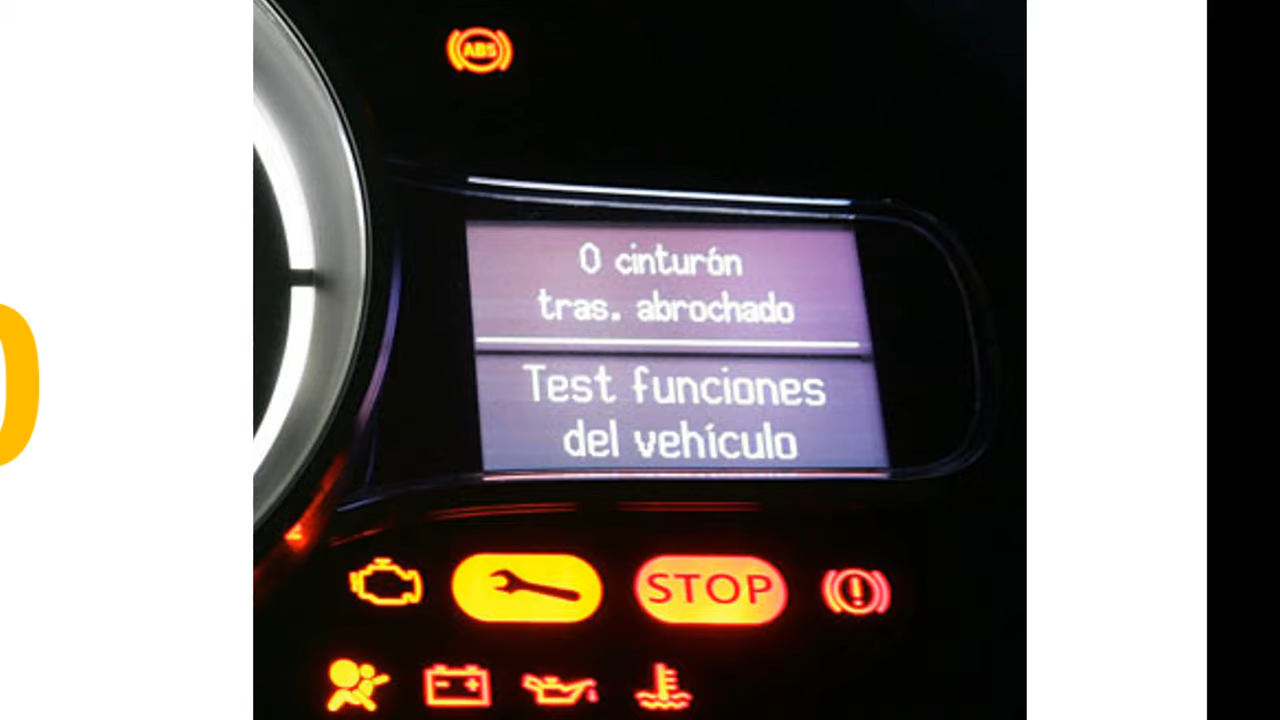 ABS
0 cinturón
tras. abrochado
Test funciones
del vehículo
STOP